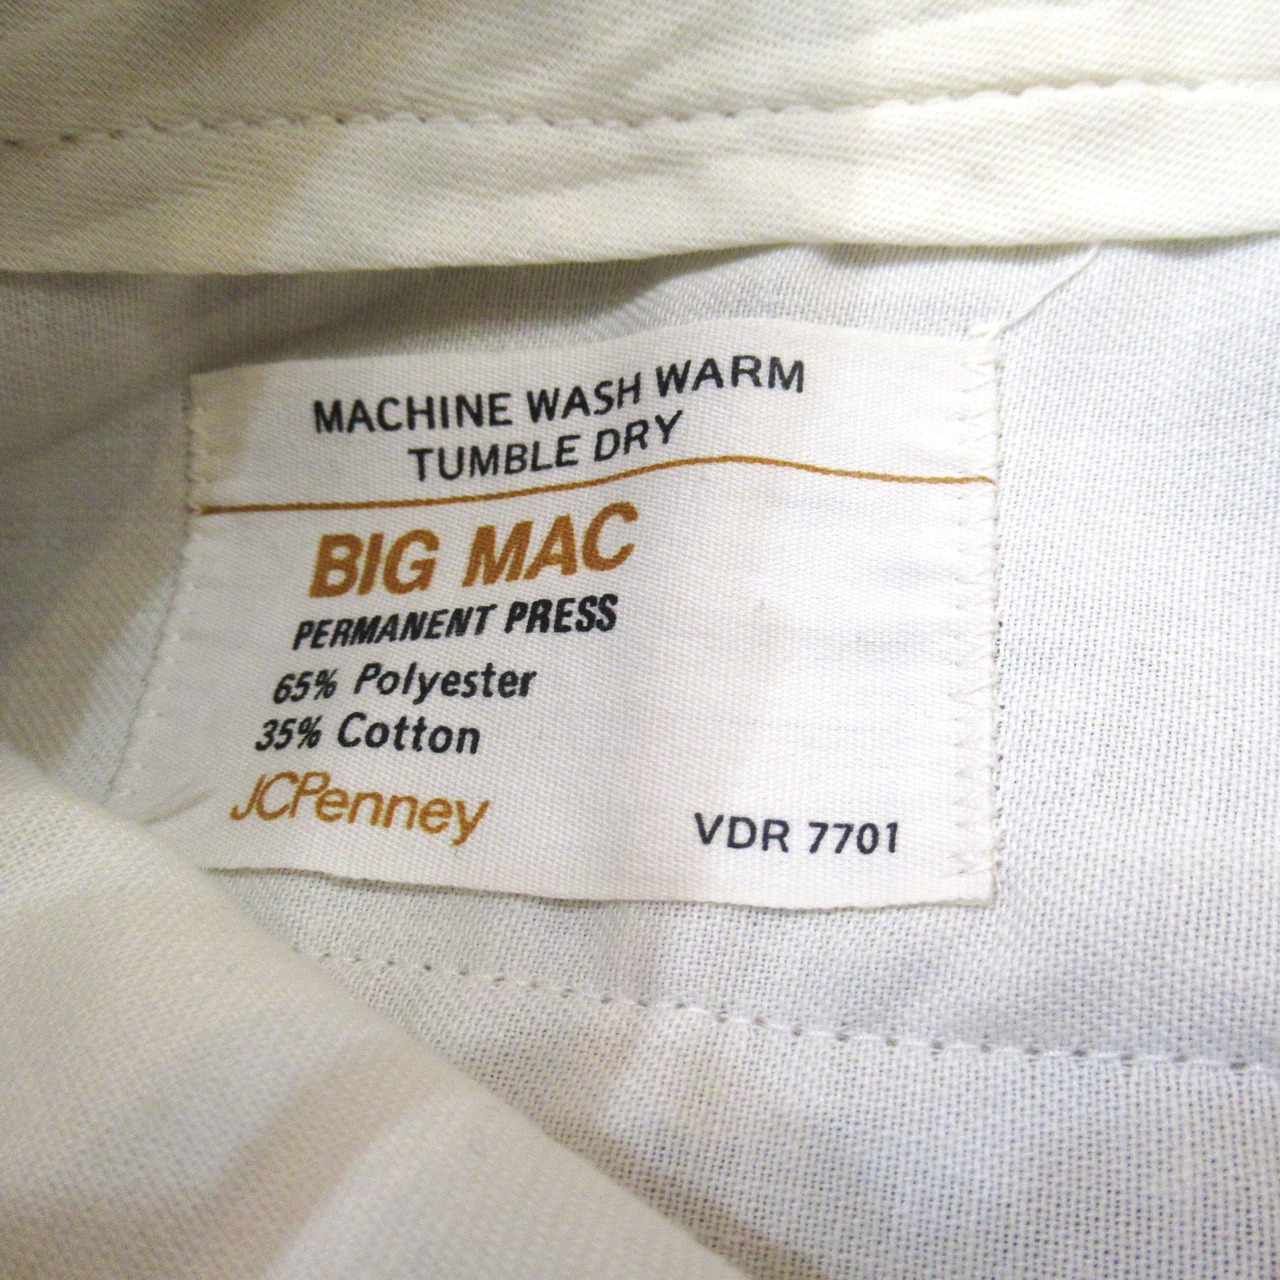 MACHINE WASH WARM
TUMBLE DRY
BIG MAC
PERMANENT PRESS
65% Polyester
35% Cotton
JCPenney
VDR 7701